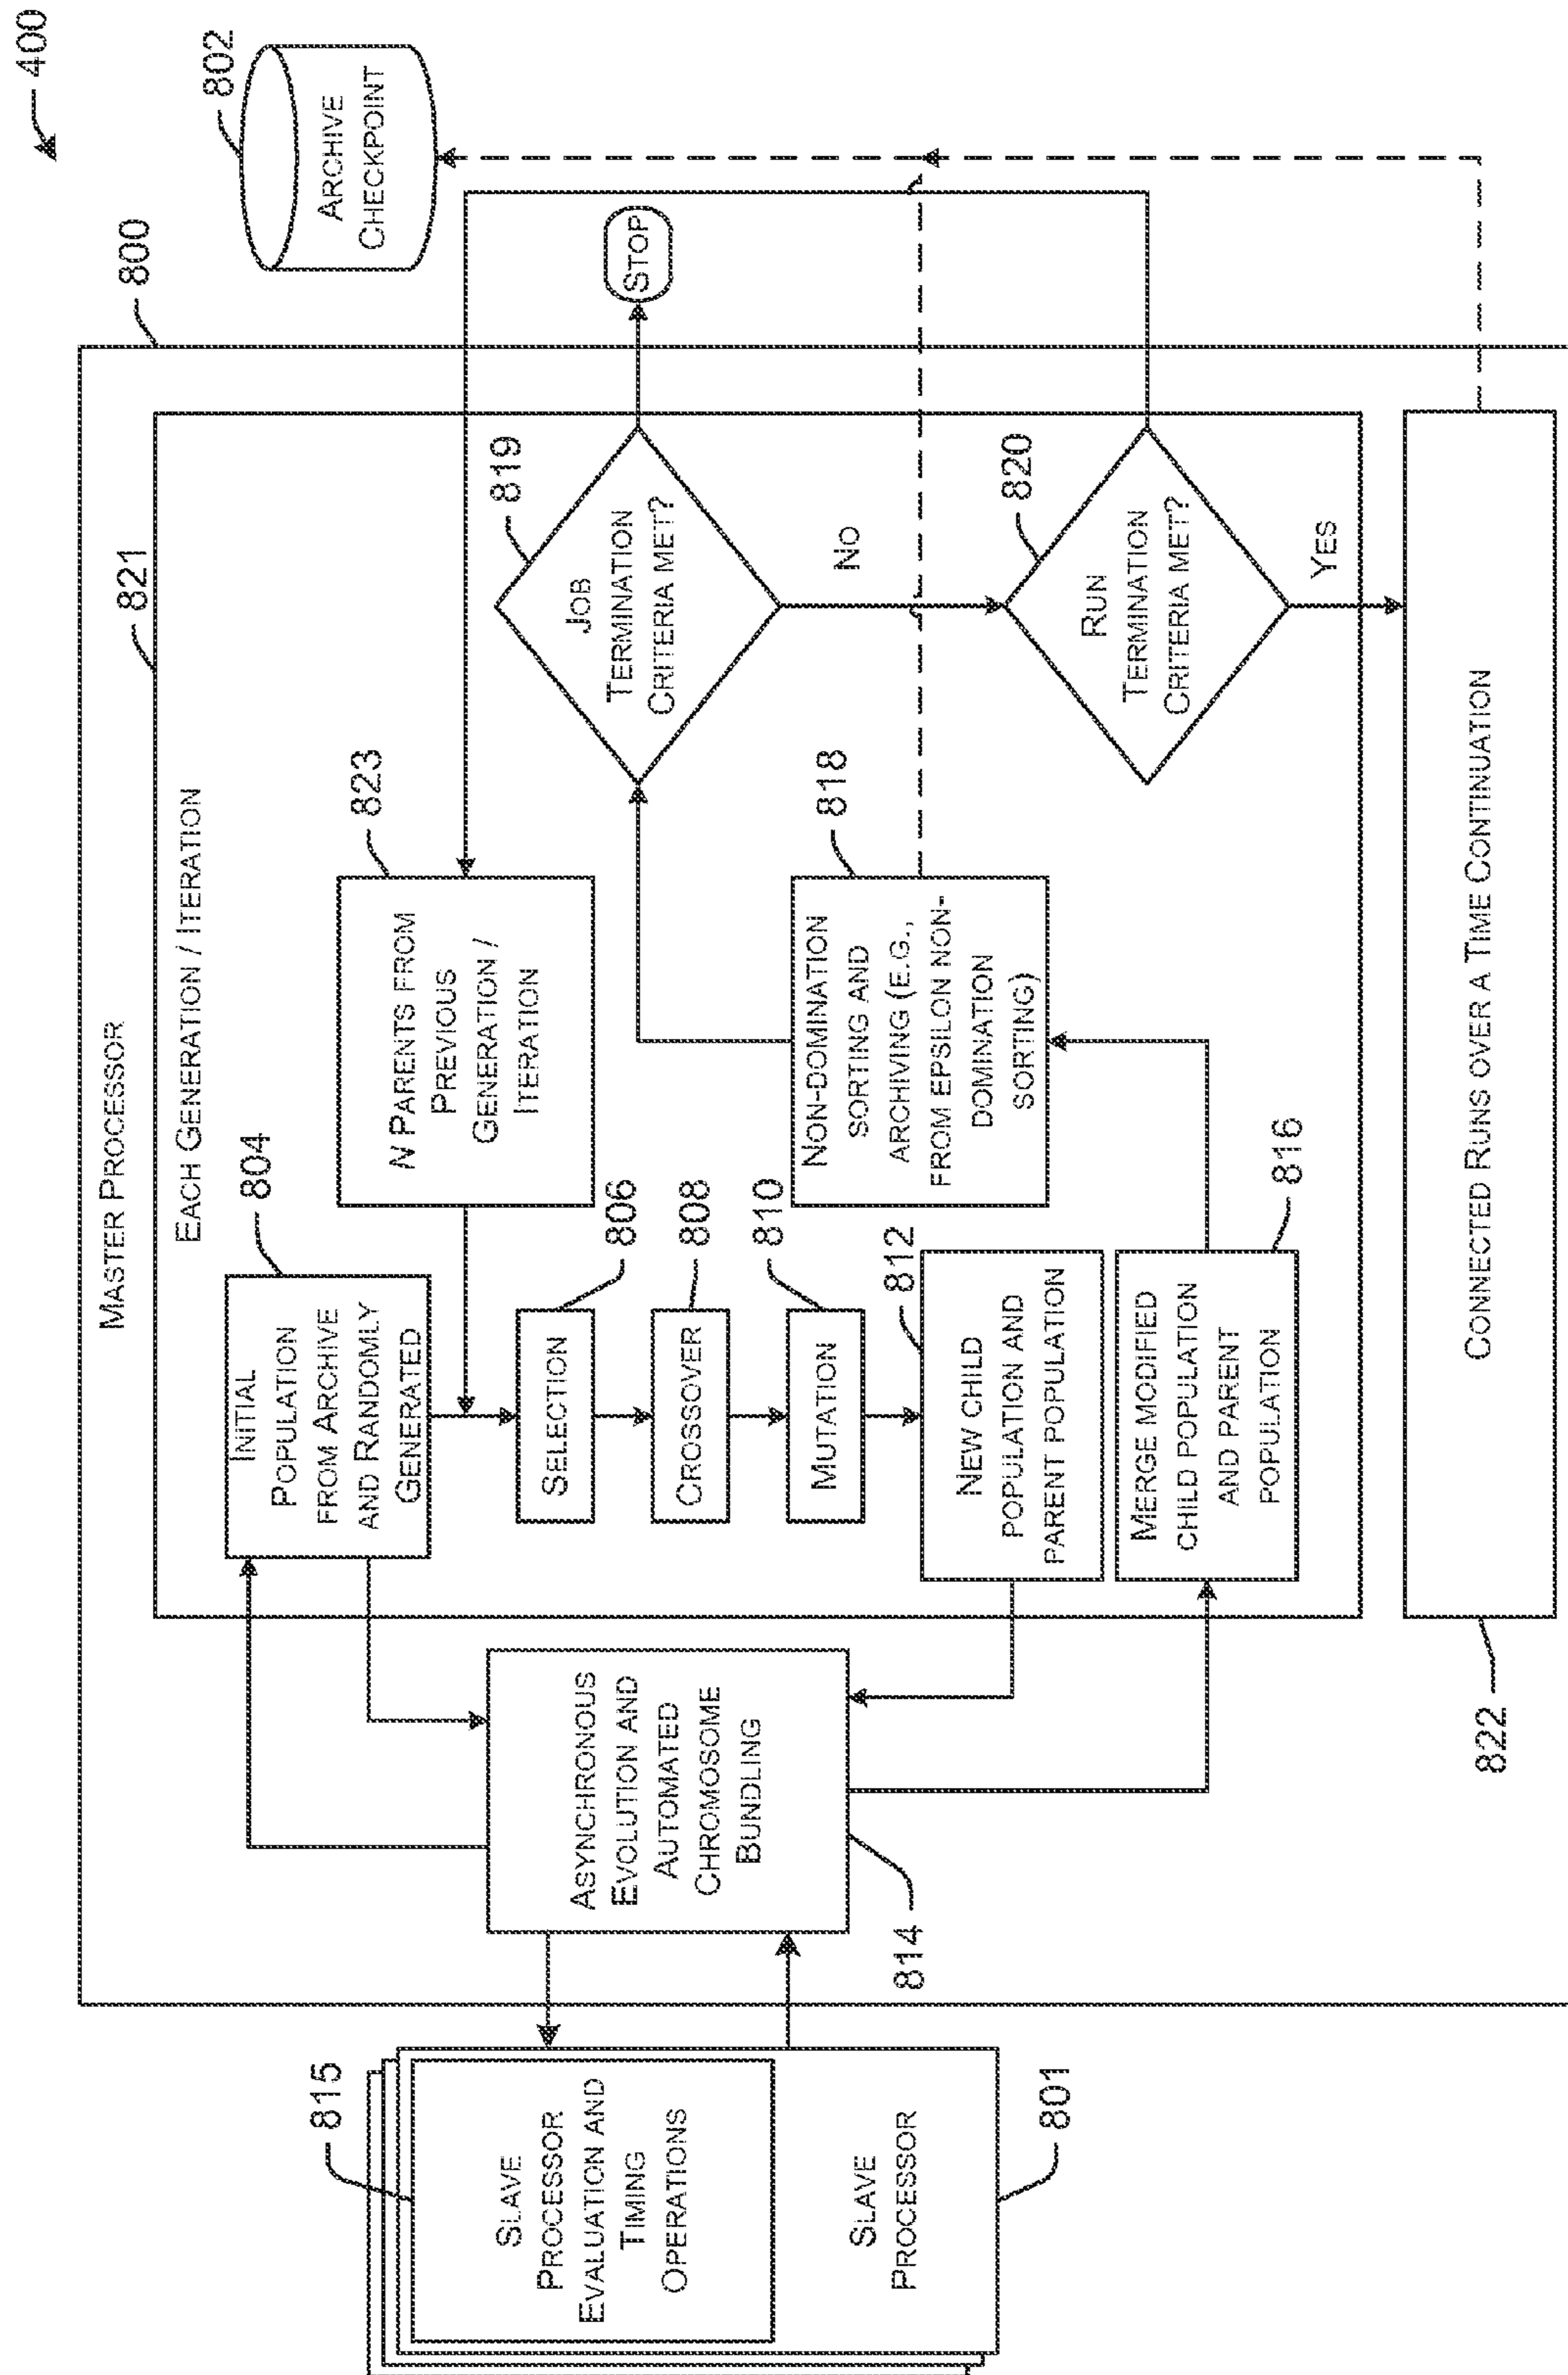 400
802
ARCHIVE
CHECKPOINT
800
MASTER PROCESSOR
821
EACH GENERATION / ITERATION
804
INITIAL
POPULATION
FROM ARCHIVE
AND RANDOMLY
GENERATED
823
N PARENTS FROM
PREVIOUS
GENERATION /
ITERATION
819
JOB
TERMINATION
CRITERIA MET?
STOP
NO
806
SELECTION
808
CROSSOVER
810
MUTATION
812
NEW CHILD
POPULATION AND
PARENT POPULATION
818
NON-DOMINATION
SORTING AND
ARCHIVING (E.G.,
FROM EPSILON NON-
DOMINATION
SORTING)
820
RUN
TERMINATION
CRITERIA MET?
YES
816
MERGE MODIFIED
CHILD POPULATION
AND PARENT
POPULATION
CONNECTED RUNS OVER A TIME CONTINUATION
822
ASYNCHRONOUS
EVOLUTION AND
AUTOMATED
CHROMOSOME
BUNDLING
814
815
SLAVE
PROCESSOR
EVALUATION AND
TIMING
OPERATIONS
SLAVE
PROCESSOR
801